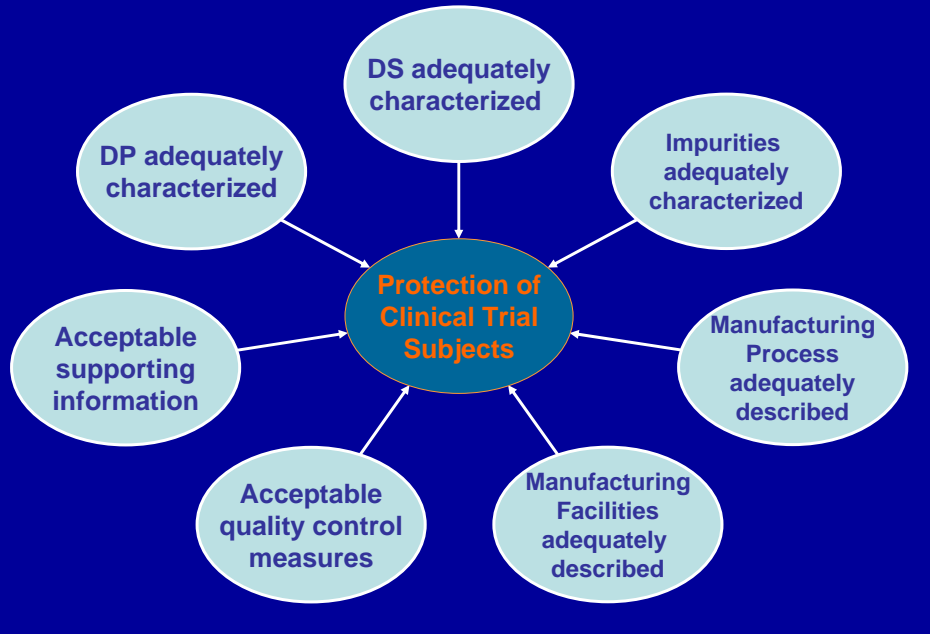 DS adequately
characterized
DP adequately
characterized
Impurities
adequately
characterized
Protection of
Clinical Trial
Subjects
Acceptable
supporting
information
Manufacturing
Process
adequately
described
Acceptable
quality control
measures
Manufacturing
Facilities
adequately
described